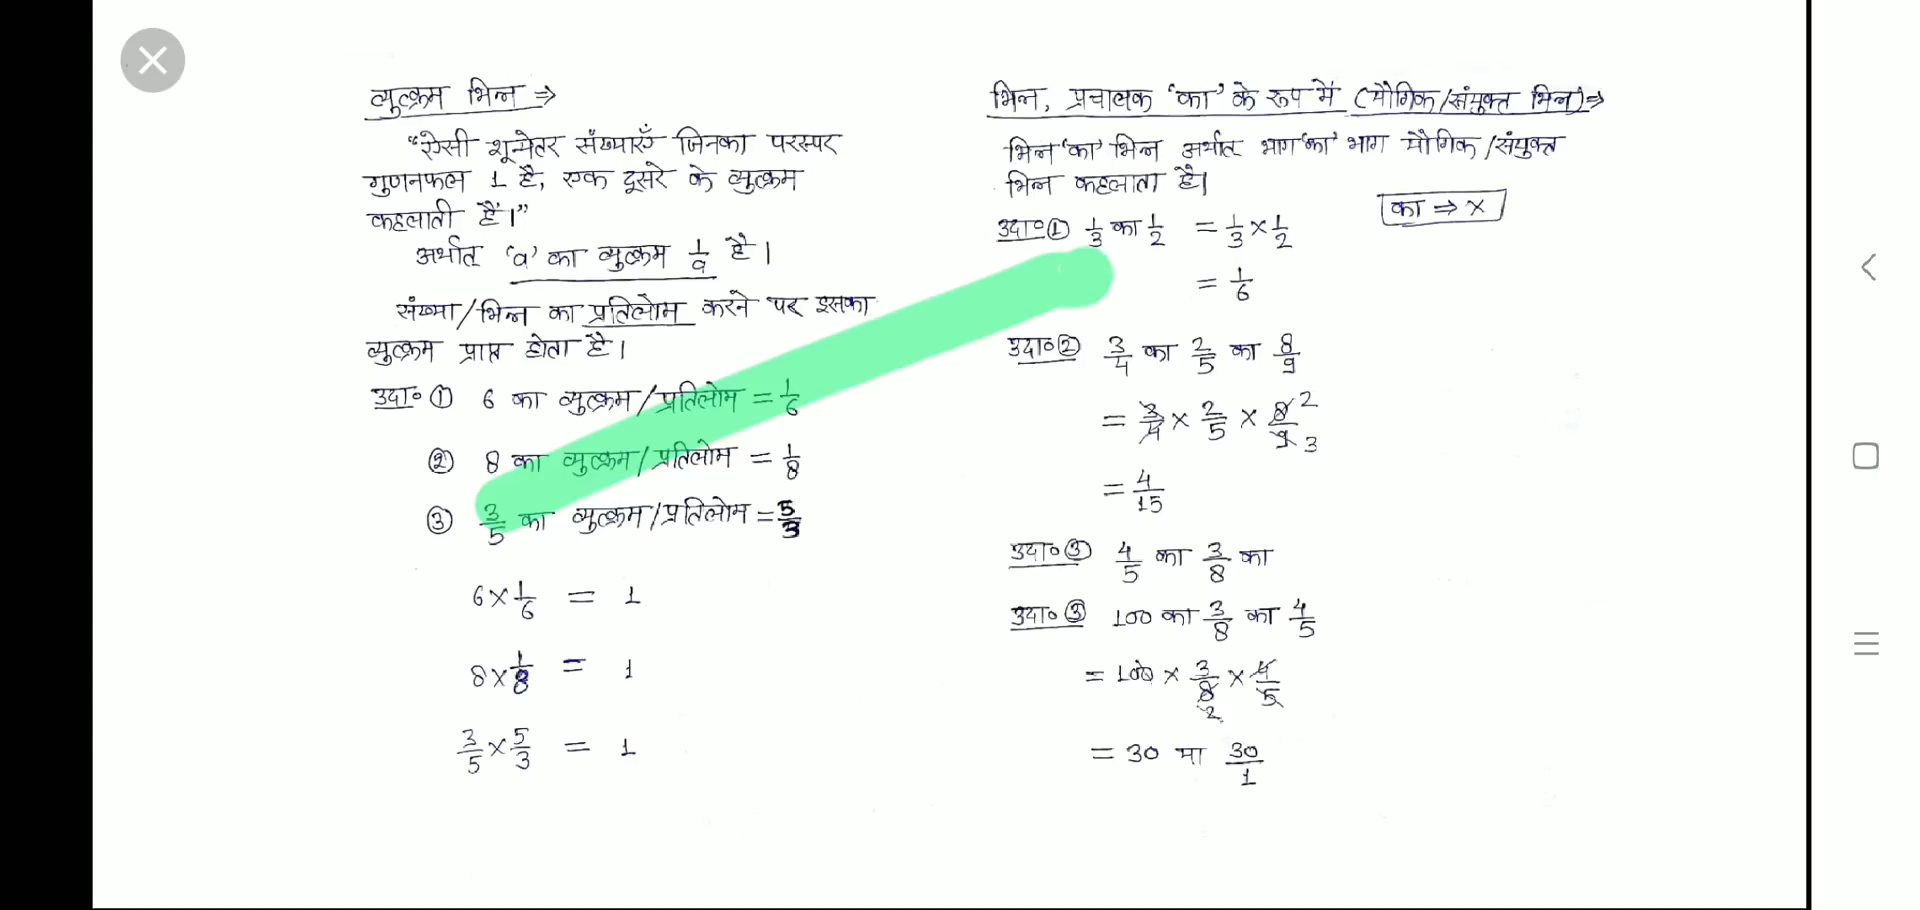 व्युत्क्रम भिन्न ⇒
“ऐसी शून्येतर संख्याएँ जिनका परस्पर
गुणनफल 1 है, एक दूसरे के व्युत्क्रम
कहलाती हैं।”
अर्थात् 'a' का व्युत्क्रम 1/a है।
संख्या/भिन्न का प्रतिलोम करने पर इसका
व्युत्क्रम प्राप्त होता है।
उदा० ① 6 का व्युत्क्रम/प्रतिलोम = 1/6
② 8 का व्युत्क्रम/प्रतिलोम = 1/8
③ 3/5 का व्युत्क्रम/प्रतिलोम = 5/3
6 × 1/6 = 1
8 × 1/8 = 1
3/5 × 5/3 = 1
भिन्न, प्रचालक 'का' के रूप में (यौगिक/संयुक्त भिन्न) ⇒
भिन्न 'का' भिन्न अर्थात् भाग 'का' भाग यौगिक/संयुक्त
भिन्न कहलाता है।
का ⇒ ×
उदा० ① 1/3 का 1/2 = 1/3 × 1/2
= 1/6
उदा० ② 3/4 का 2/5 का 8/9
= 3/4 × 2/5 × 8/9 2 3
= 4/15
उदा० ③ 4/5 का 3/8 का
उदा० ③ 100 का 3/8 का 4/5
= 100 × 3/8 × 4/5 2
= 30 या 30/1